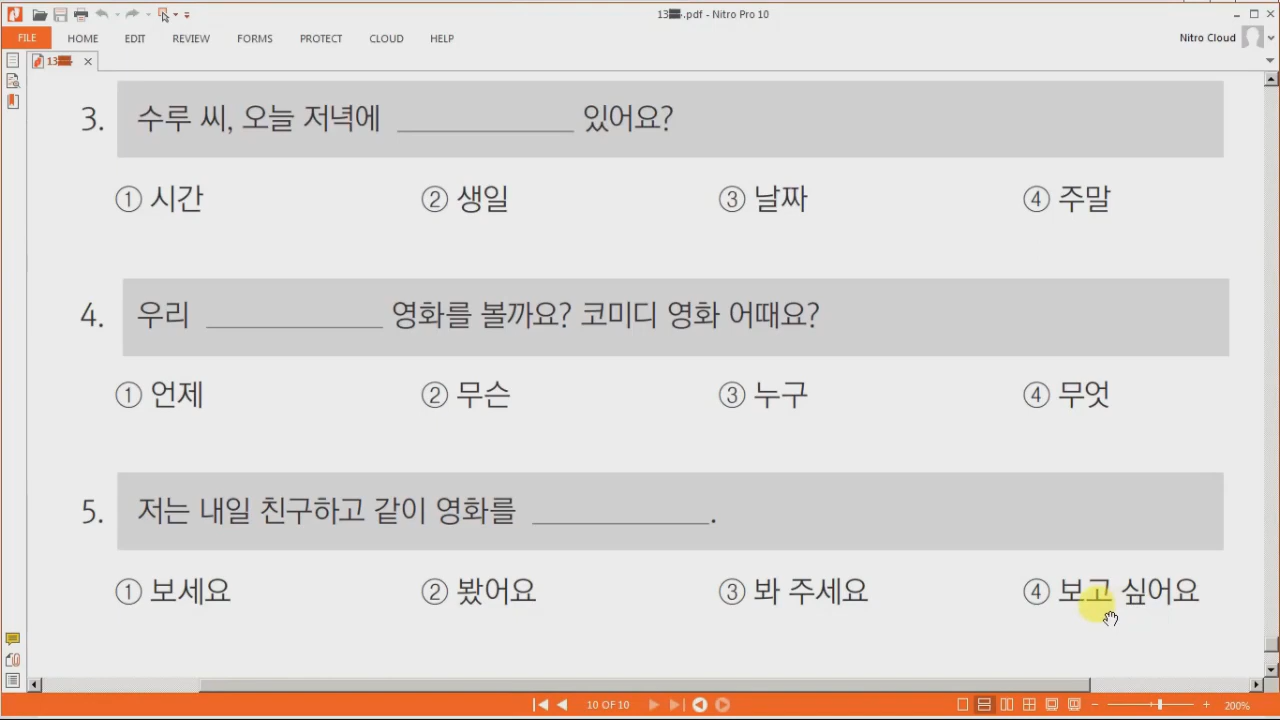 13 .pdf - Nitro Pro 10
FILE HOME EDIT REVIEW FORMS PROTECT CLOUD HELP Nitro Cloud
13
3. 수루 씨, 오늘 저녁에 ____________ 있어요?
① 시간 ② 생일 ③ 날짜 ④ 주말
4. 우리 ____________ 영화를 볼까요? 코미디 영화 어때요?
① 언제 ② 무슨 ③ 누구 ④ 무엇
5. 저는 내일 친구하고 같이 영화를 ____________.
① 보세요 ② 봤어요 ③ 봐 주세요 ④ 보고 싶어요
10 OF 10 200%